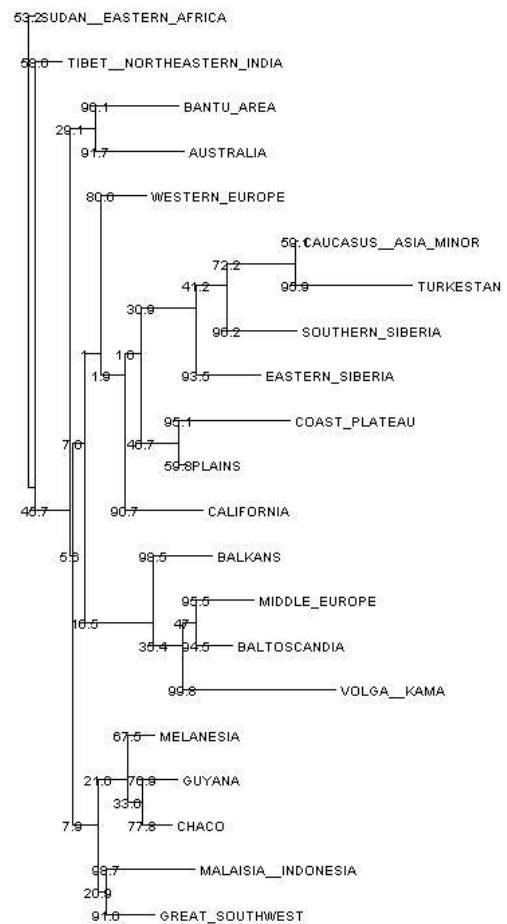 53.2 SUDAN__EASTERN_AFRICA
58.0 TIBET__NORTHEASTERN_INDIA
90.1 BANTU_AREA
29.1
91.7 AUSTRALIA
80.0 WESTERN_EUROPE
59.1 CAUCASUS__ASIA_MINOR
72.2
41.2 95.9 TURKESTAN
30.9
90.2 SOUTHERN_SIBERIA
1 1.0
1.9 93.5 EASTERN_SIBERIA
95.1 COAST_PLATEAU
7.0 46.7
59.8 PLAINS
45.7 90.7 CALIFORNIA
5.6 98.5 BALKANS
95.5 MIDDLE_EUROPE
16.5 47
35.4 94.5 BALTOSCANDIA
99.8 VOLGA__KAMA
67.5 MELANESIA
21.0 76.9 GUYANA
33.0
7.9 77.8 CHACO
98.7 MALAISIA__INDONESIA
20.9
91.0 GREAT_SOUTHWEST